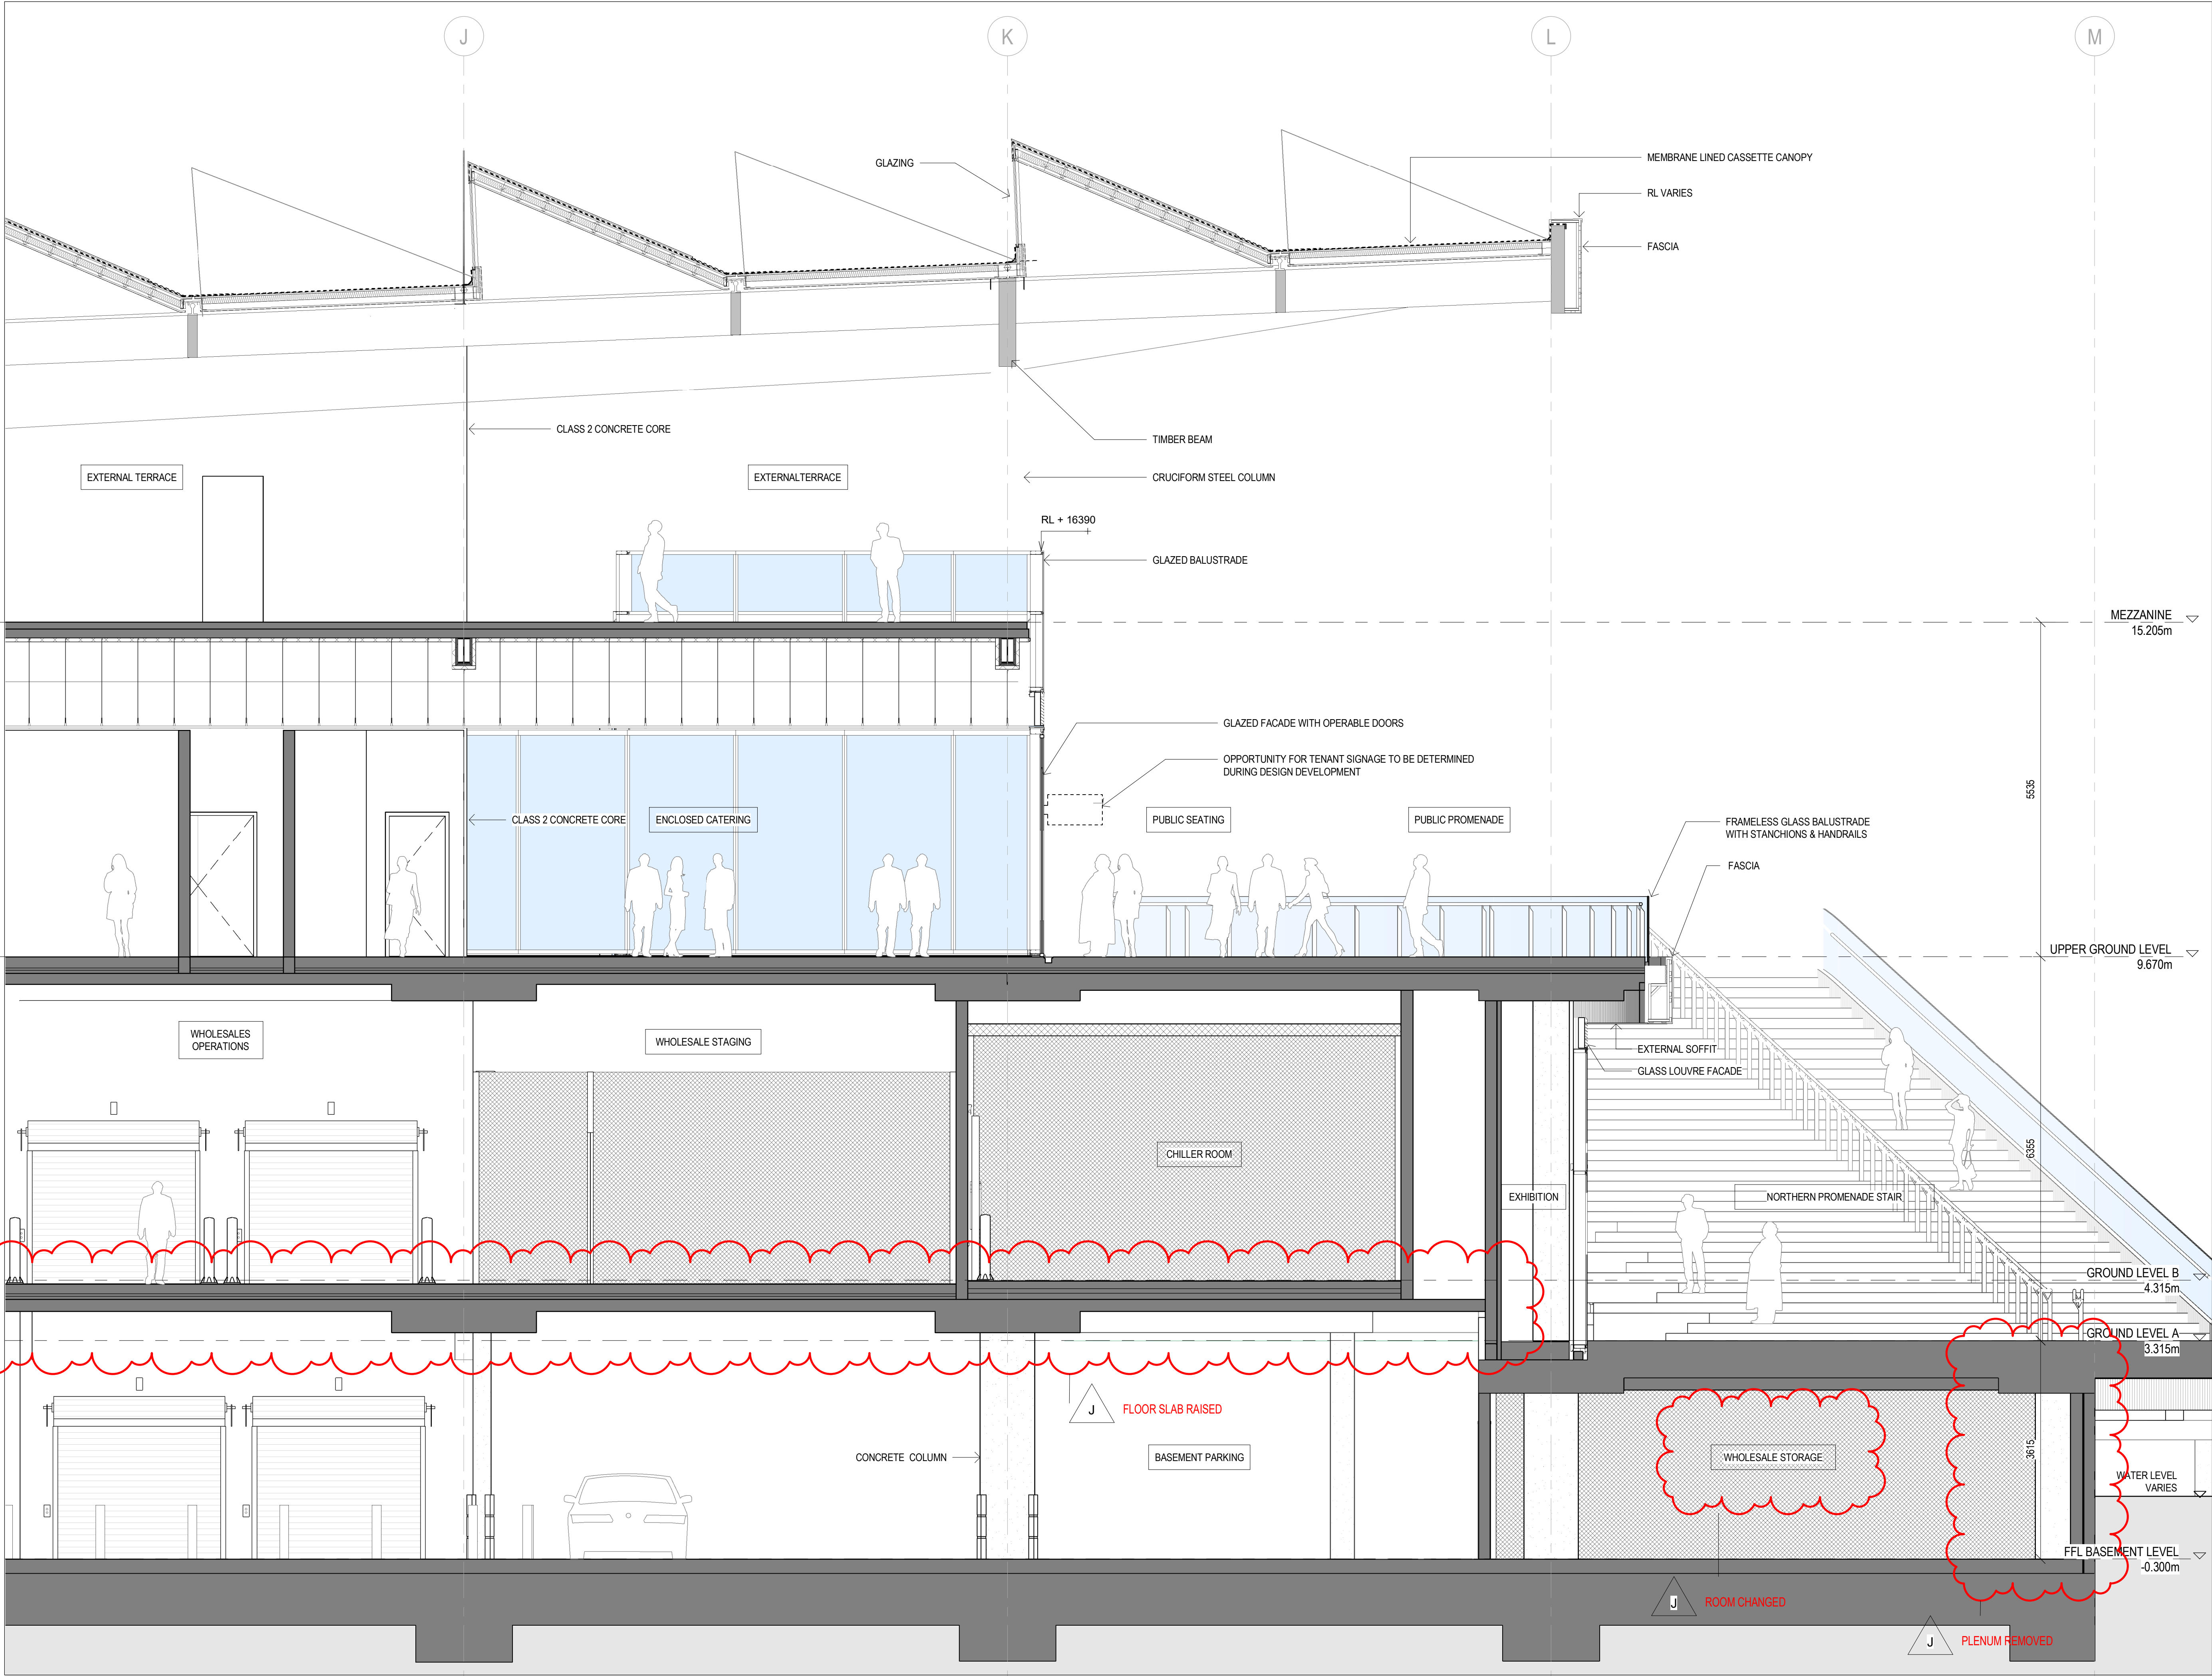 J
K
L
M
GLAZING
MEMBRANE LINED CASSETTE CANOPY
RL VARIES
FASCIA
CLASS 2 CONCRETE CORE
TIMBER BEAM
EXTERNAL TERRACE
EXTERNALTERRACE
CRUCIFORM STEEL COLUMN
RL + 16390
GLAZED BALUSTRADE
MEZZANINE
15.205m
GLAZED FACADE WITH OPERABLE DOORS
OPPORTUNITY FOR TENANT SIGNAGE TO BE DETERMINED
DURING DESIGN DEVELOPMENT
5535
CLASS 2 CONCRETE CORE
ENCLOSED CATERING
PUBLIC SEATING
PUBLIC PROMENADE
FRAMELESS GLASS BALUSTRADE
WITH STANCHIONS & HANDRAILS
FASCIA
UPPER GROUND LEVEL
9.670m
WHOLESALES
OPERATIONS
WHOLESALE STAGING
EXTERNAL SOFFIT
GLASS LOUVRE FACADE
CHILLER ROOM
6355
EXHIBITION
NORTHERN PROMENADE STAIR
GROUND LEVEL B
4.315m
GROUND LEVEL A
3.315m
J
FLOOR SLAB RAISED
CONCRETE COLUMN
BASEMENT PARKING
WHOLESALE STORAGE
3615
WATER LEVEL
VARIES
FFL BASEMENT LEVEL
-0.300m
J
ROOM CHANGED
J
PLENUM REMOVED